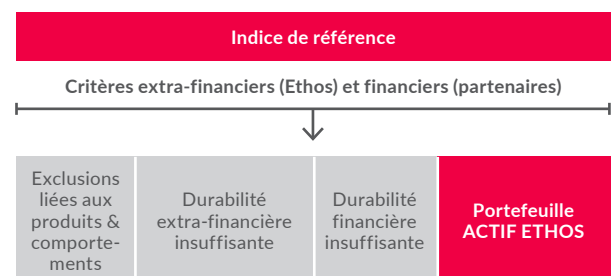 Indice de référence
Critères extra-financiers (Ethos) et financiers (partenaires)
Exclusions
liées aux
produits &
comporte-
ments
Durabilité
extra-financière
insuffisante
Durabilité
financière
insuffisante
Portefeuille
ACTIF ETHOS